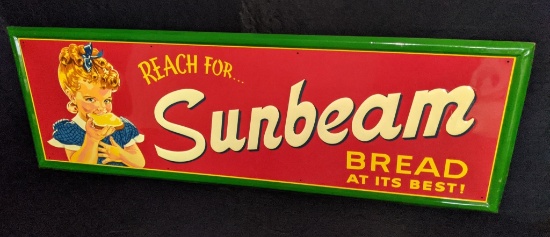 REACH FOR...
Sunbeam
BREAD
AT ITS BEST!